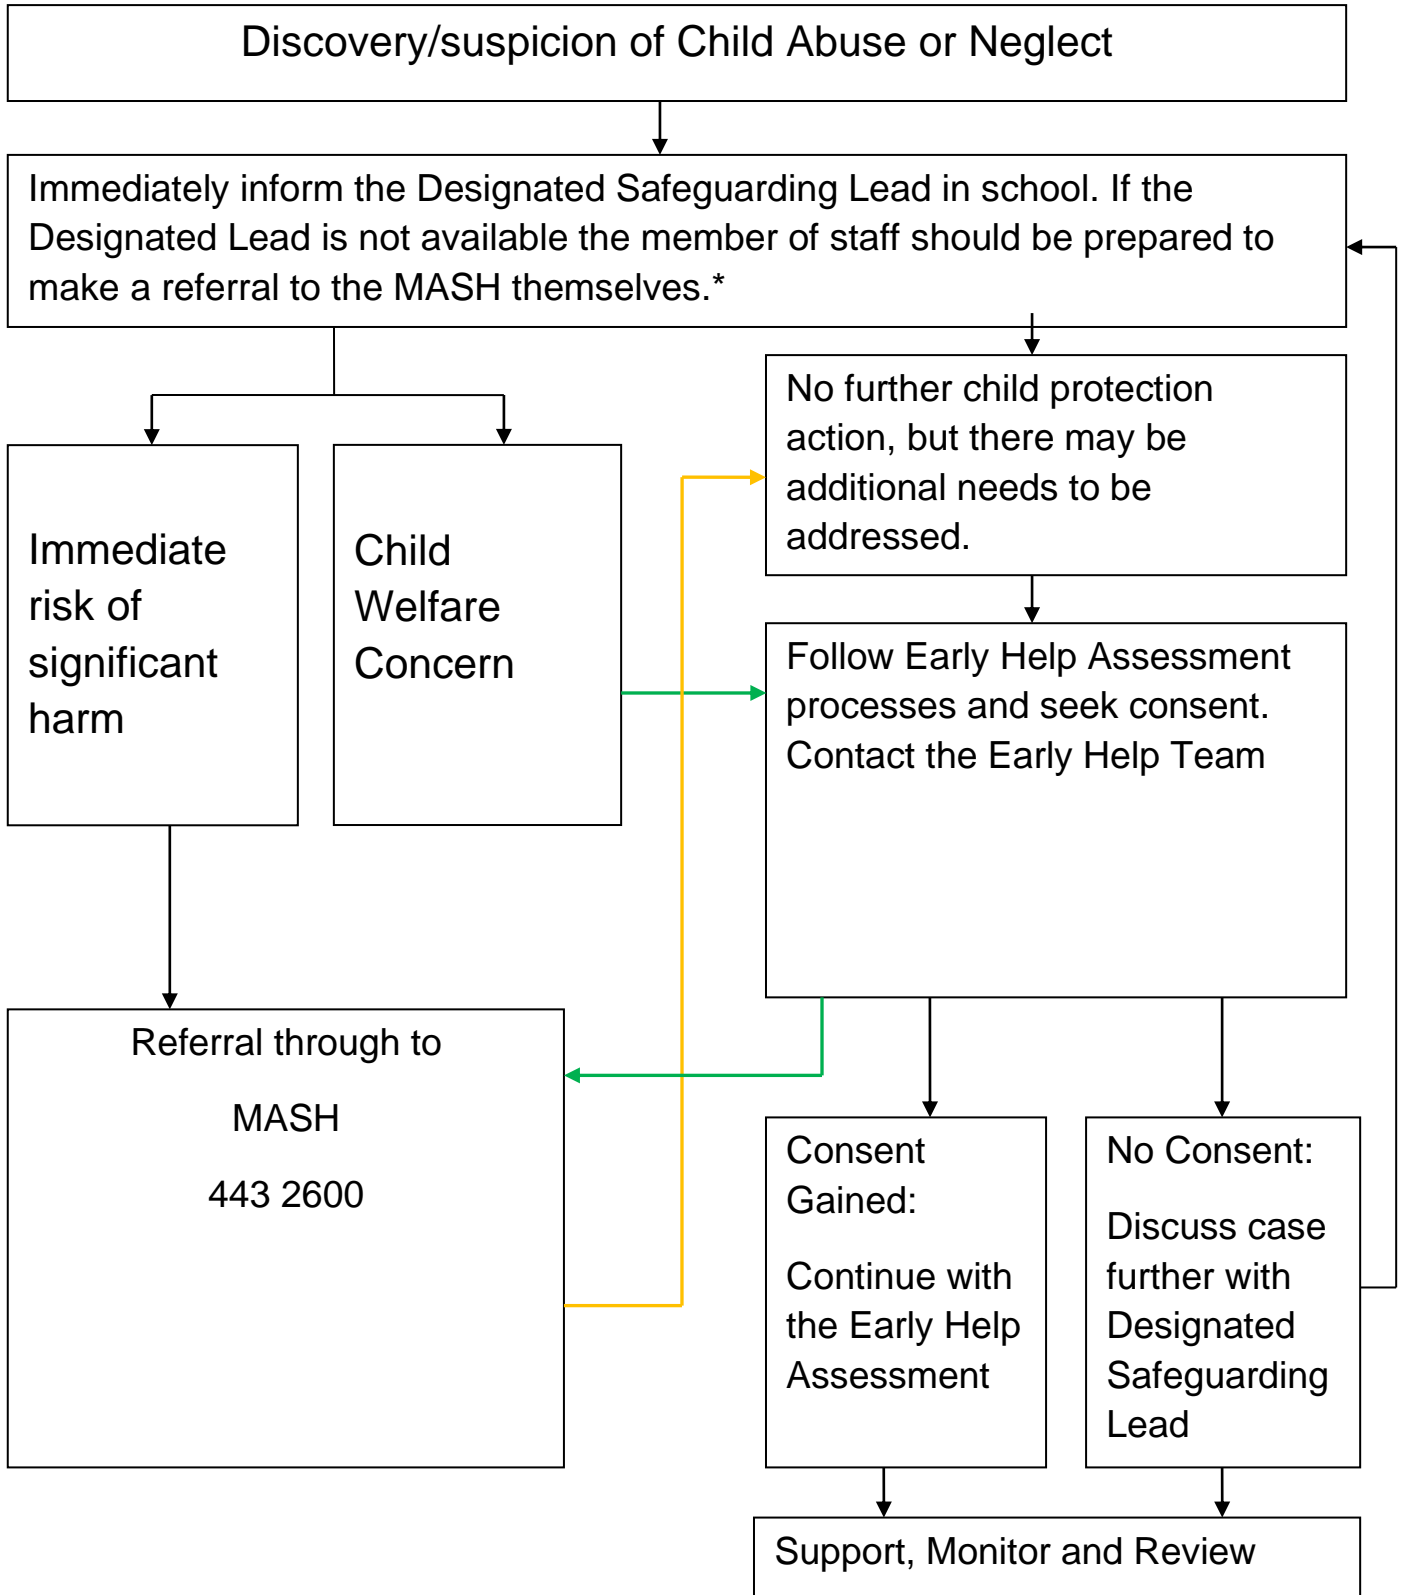 Discovery/suspicion of Child Abuse or Neglect
Immediately inform the Designated Safeguarding Lead in school. If the
Designated Lead is not available the member of staff should be prepared to
make a referral to the MASH themselves.*
No further child protection
action, but there may be
additional needs to be
addressed.
Immediate
risk of
significant
harm
Child
Welfare
Concern
Follow Early Help Assessment
processes and seek consent.
Contact the Early Help Team
Referral through to
MASH
443 2600
Consent
Gained:
Continue with
the Early Help
Assessment
No Consent:
Discuss case
further with
Designated
Safeguarding
Lead
Support, Monitor and Review